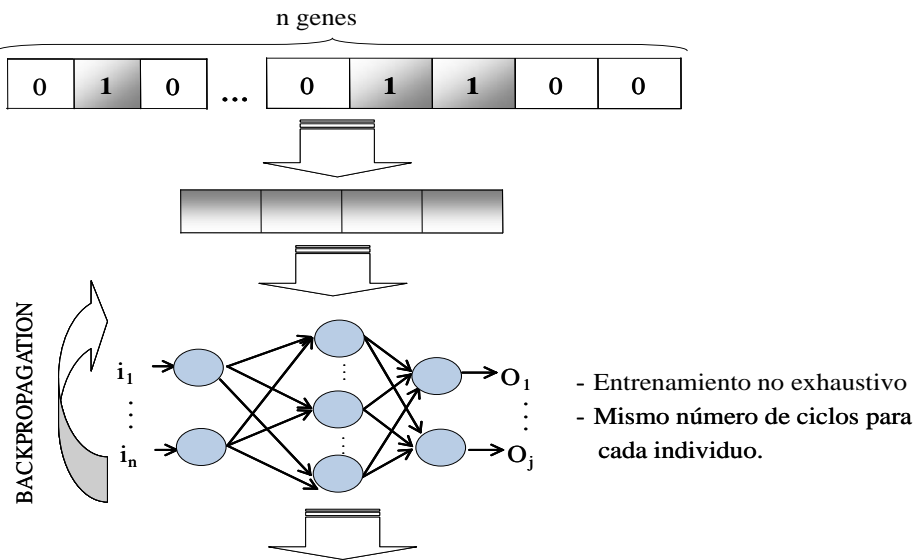 n genes
0 1 0 ... 0 1 1 0 0
BACKPROPAGATION
i1
in
O1
Oj
- Entrenamiento no exhaustivo
- Mismo número de ciclos para
cada individuo.